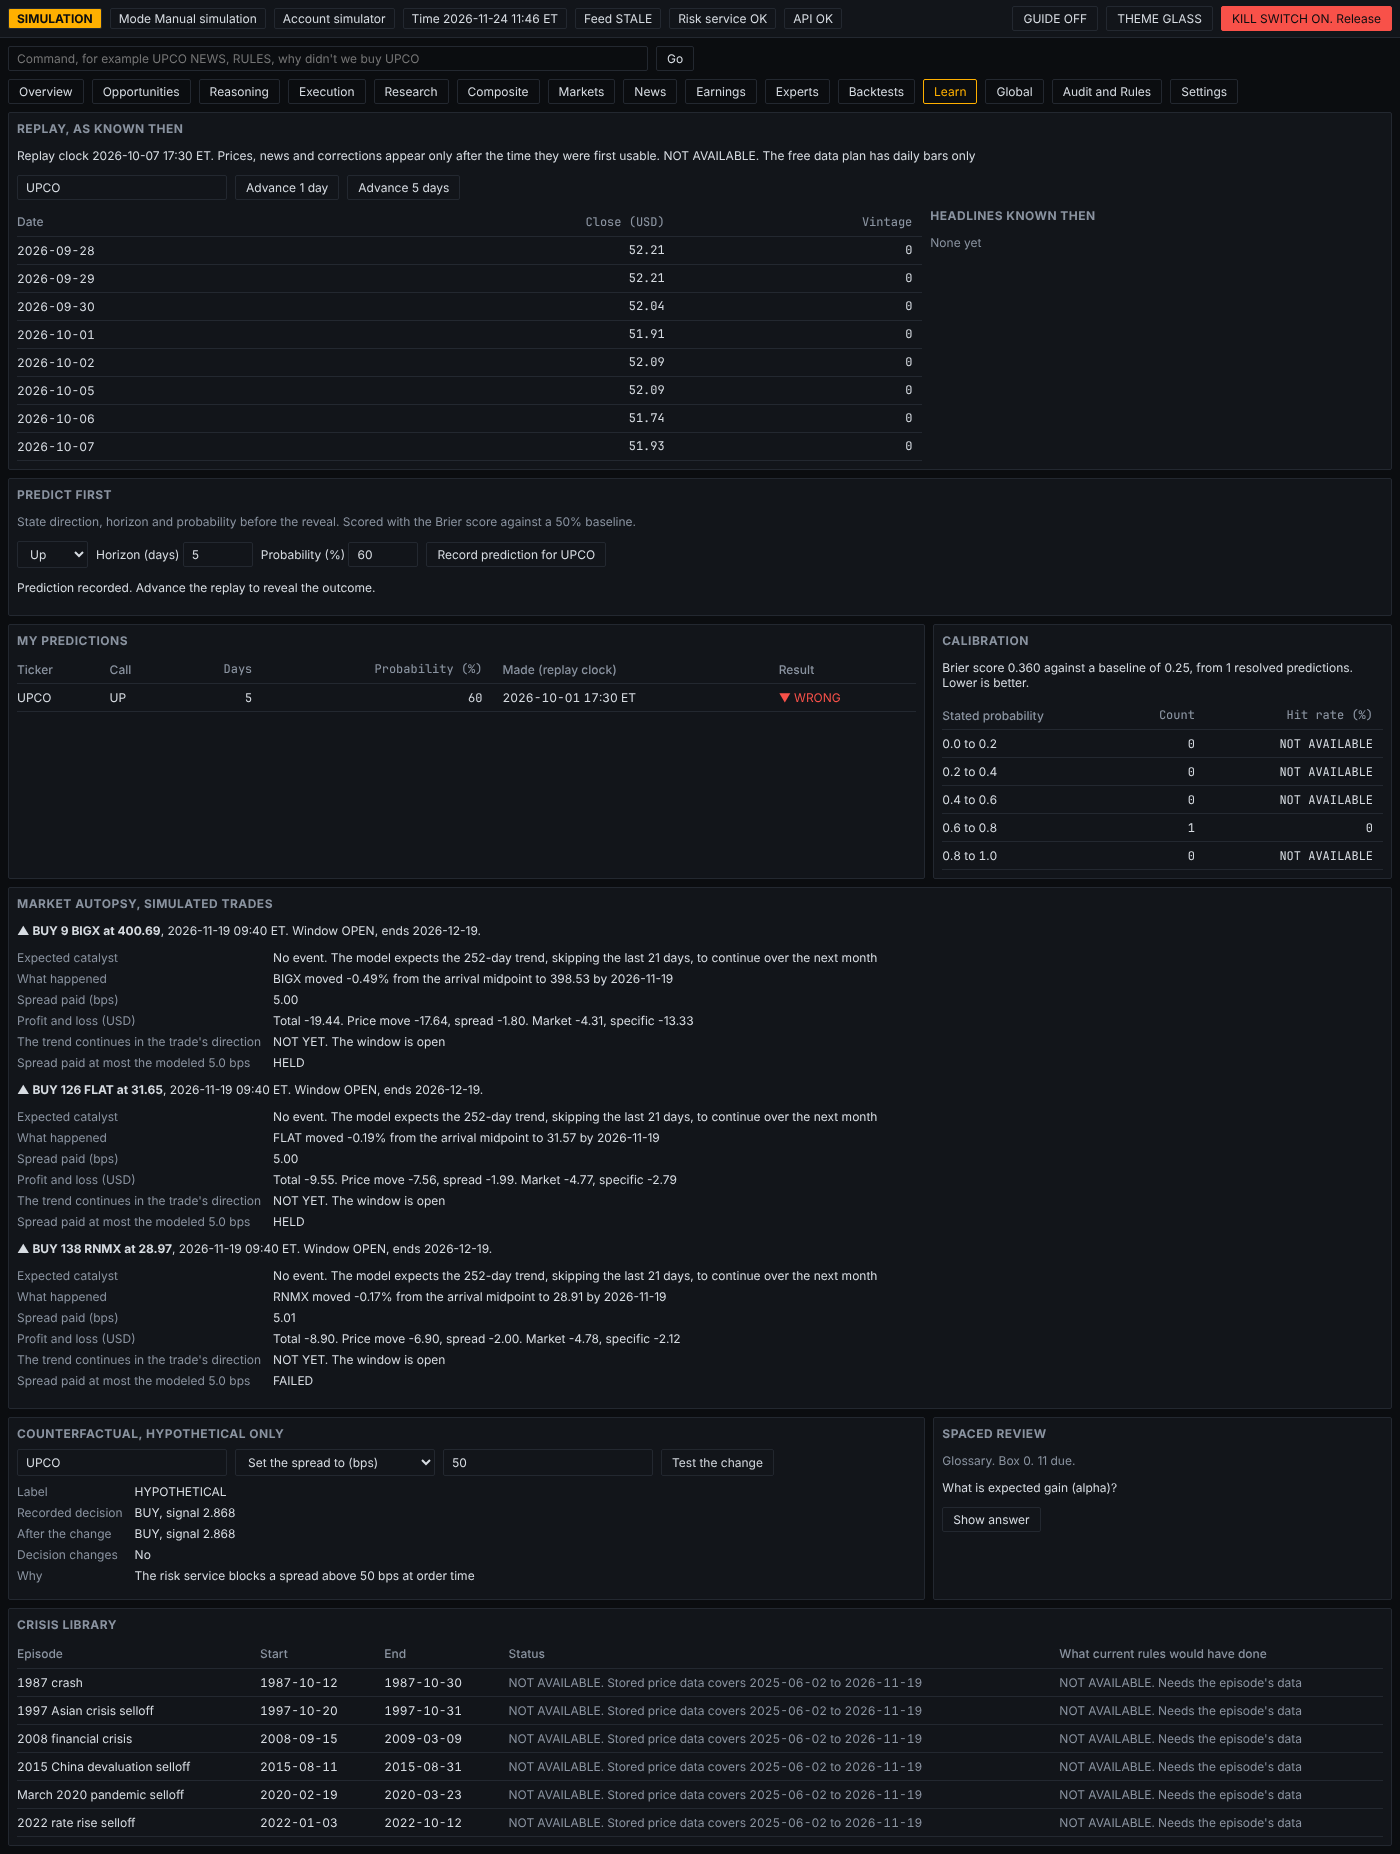 SIMULATION Mode Manual simulation Account simulator Time 2026-11-24 11:46 ET Feed STALE Risk service OK API OK GUIDE OFF THEME GLASS KILL SWITCH ON. Release
Command, for example UPCO NEWS, RULES, why didn't we buy UPCO Go
Overview Opportunities Reasoning Execution Research Composite Markets News Earnings Experts Backtests Learn Global Audit and Rules Settings
REPLAY, AS KNOWN THEN
Replay clock 2026-10-07 17:30 ET. Prices, news and corrections appear only after the time they were first usable. NOT AVAILABLE. The free data plan has daily bars only
UPCO Advance 1 day Advance 5 days
Date Close (USD) Vintage
2026-09-28 52.21 0
2026-09-29 52.21 0
2026-09-30 52.04 0
2026-10-01 51.91 0
2026-10-02 52.09 0
2026-10-05 52.09 0
2026-10-06 51.74 0
2026-10-07 51.93 0
HEADLINES KNOWN THEN
None yet
PREDICT FIRST
State direction, horizon and probability before the reveal. Scored with the Brier score against a 50% baseline.
Up Horizon (days) 5 Probability (%) 60 Record prediction for UPCO
Prediction recorded. Advance the replay to reveal the outcome.
MY PREDICTIONS
Ticker Call Days Probability (%) Made (replay clock) Result
UPCO UP 5 60 2026-10-01 17:30 ET ▼ WRONG
CALIBRATION
Brier score 0.360 against a baseline of 0.25, from 1 resolved predictions.
Lower is better.
Stated probability Count Hit rate (%)
0.0 to 0.2 0 NOT AVAILABLE
0.2 to 0.4 0 NOT AVAILABLE
0.4 to 0.6 0 NOT AVAILABLE
0.6 to 0.8 1 0
0.8 to 1.0 0 NOT AVAILABLE
MARKET AUTOPSY, SIMULATED TRADES
▲ BUY 9 BIGX at 400.69, 2026-11-19 09:40 ET. Window OPEN, ends 2026-12-19.
Expected catalyst No event. The model expects the 252-day trend, skipping the last 21 days, to continue over the next month
What happened BIGX moved -0.49% from the arrival midpoint to 398.53 by 2026-11-19
Spread paid (bps) 5.00
Profit and loss (USD) Total -19.44. Price move -17.64, spread -1.80. Market -4.31, specific -13.33
The trend continues in the trade's direction NOT YET. The window is open
Spread paid at most the modeled 5.0 bps HELD
▲ BUY 126 FLAT at 31.65, 2026-11-19 09:40 ET. Window OPEN, ends 2026-12-19.
Expected catalyst No event. The model expects the 252-day trend, skipping the last 21 days, to continue over the next month
What happened FLAT moved -0.19% from the arrival midpoint to 31.57 by 2026-11-19
Spread paid (bps) 5.00
Profit and loss (USD) Total -9.55. Price move -7.56, spread -1.99. Market -4.77, specific -2.79
The trend continues in the trade's direction NOT YET. The window is open
Spread paid at most the modeled 5.0 bps HELD
▲ BUY 138 RNMX at 28.97, 2026-11-19 09:40 ET. Window OPEN, ends 2026-12-19.
Expected catalyst No event. The model expects the 252-day trend, skipping the last 21 days, to continue over the next month
What happened RNMX moved -0.17% from the arrival midpoint to 28.91 by 2026-11-19
Spread paid (bps) 5.01
Profit and loss (USD) Total -8.90. Price move -6.90, spread -2.00. Market -4.78, specific -2.12
The trend continues in the trade's direction NOT YET. The window is open
Spread paid at most the modeled 5.0 bps FAILED
COUNTERFACTUAL, HYPOTHETICAL ONLY
UPCO Set the spread to (bps) 50 Test the change
Label HYPOTHETICAL
Recorded decision BUY, signal 2.868
After the change BUY, signal 2.868
Decision changes No
Why The risk service blocks a spread above 50 bps at order time
SPACED REVIEW
Glossary. Box 0. 11 due.
What is expected gain (alpha)?
Show answer
CRISIS LIBRARY
Episode Start End Status What current rules would have done
1987 crash 1987-10-12 1987-10-30 NOT AVAILABLE. Stored price data covers 2025-06-02 to 2026-11-19 NOT AVAILABLE. Needs the episode's data
1997 Asian crisis selloff 1997-10-20 1997-10-31 NOT AVAILABLE. Stored price data covers 2025-06-02 to 2026-11-19 NOT AVAILABLE. Needs the episode's data
2008 financial crisis 2008-09-15 2009-03-09 NOT AVAILABLE. Stored price data covers 2025-06-02 to 2026-11-19 NOT AVAILABLE. Needs the episode's data
2015 China devaluation selloff 2015-08-11 2015-08-31 NOT AVAILABLE. Stored price data covers 2025-06-02 to 2026-11-19 NOT AVAILABLE. Needs the episode's data
March 2020 pandemic selloff 2020-02-19 2020-03-23 NOT AVAILABLE. Stored price data covers 2025-06-02 to 2026-11-19 NOT AVAILABLE. Needs the episode's data
2022 rate rise selloff 2022-01-03 2022-10-12 NOT AVAILABLE. Stored price data covers 2025-06-02 to 2026-11-19 NOT AVAILABLE. Needs the episode's data